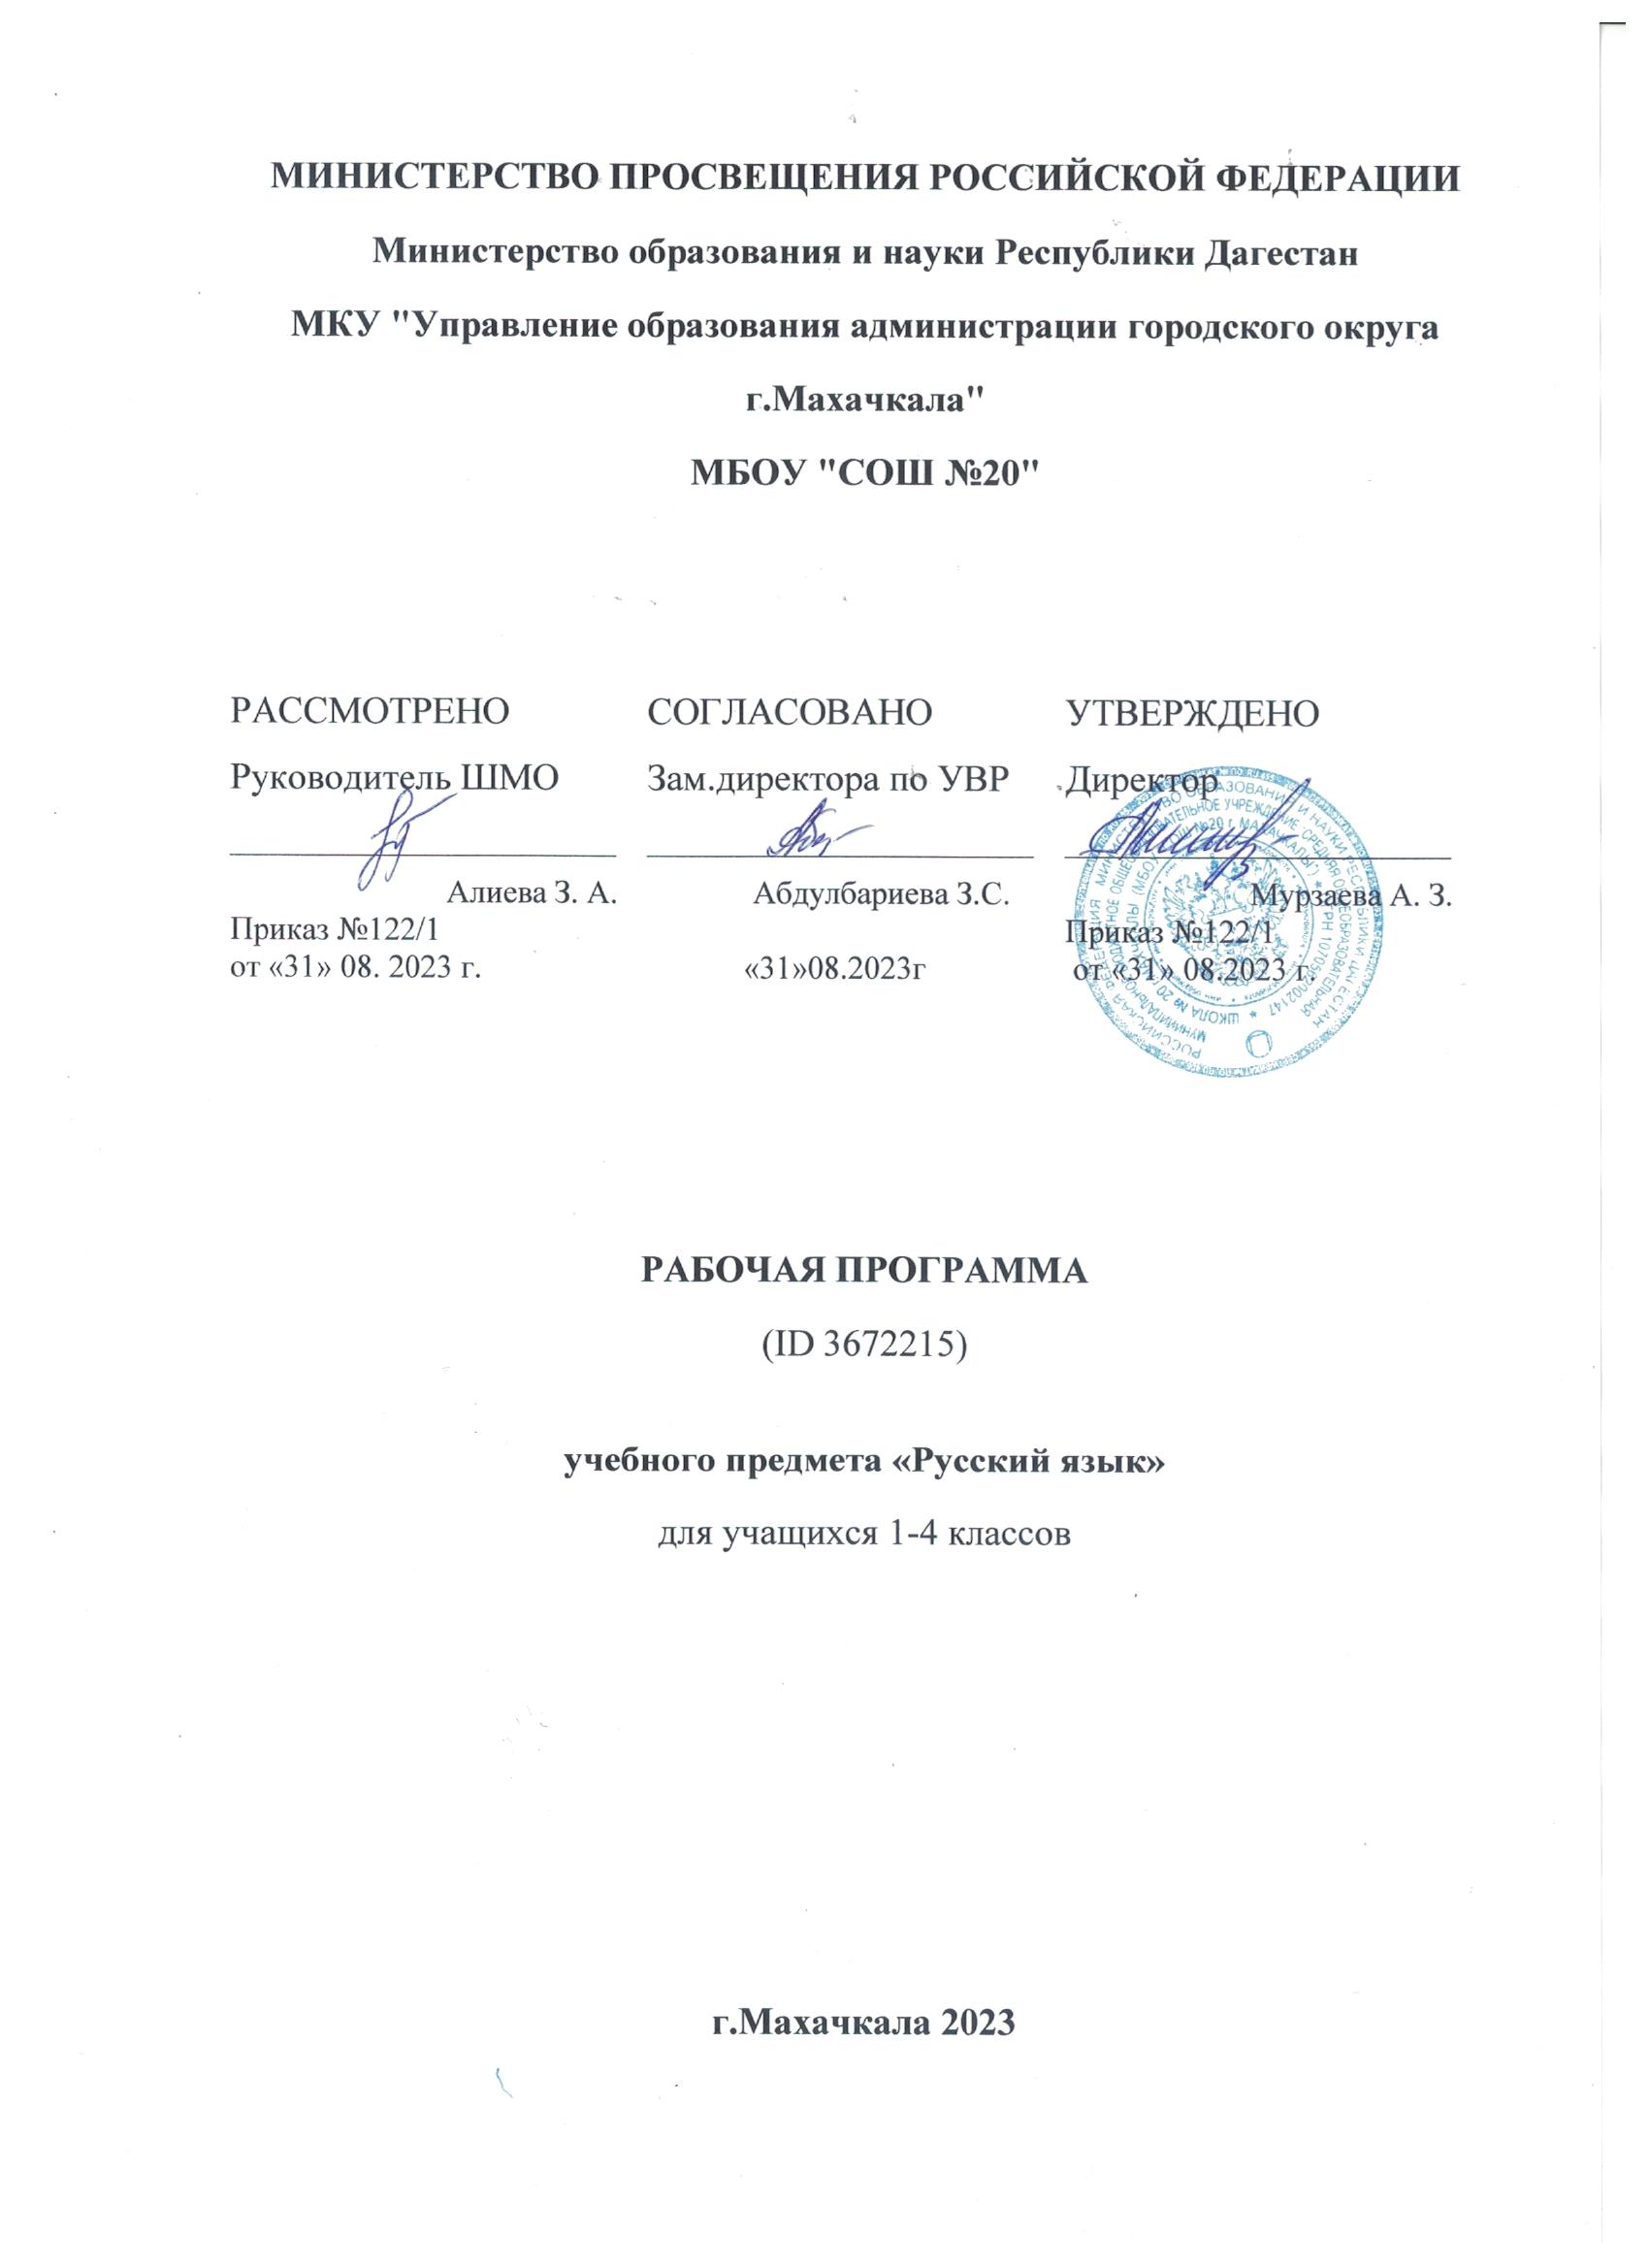 МИНИСТЕРСТВО ПРОСВЕЩЕНИЯ РОССИЙСКОЙ ФЕДЕРАЦИИ
Министерство образования и науки Республики Дагестан
МКУ "Управление образования администрации городского округа
г.Махачкала"
МБОУ "СОШ №20"
РАССМОТРЕНО
Руководитель ШМО
Алиева З. А.
Приказ №122/1
от «31» 08. 2023 г.
СОГЛАСОВАНО
Зам.директора по УВР
Абдулбариева З.С.
«31»08.2023г
УТВЕРЖДЕНО
Директор
Мурзаева А. З.
Приказ №122/1
от «31» 08.2023 г.
РАБОЧАЯ ПРОГРАММА
(ID 3672215)
учебного предмета «Русский язык»
для учащихся 1-4 классов
г.Махачкала 2023